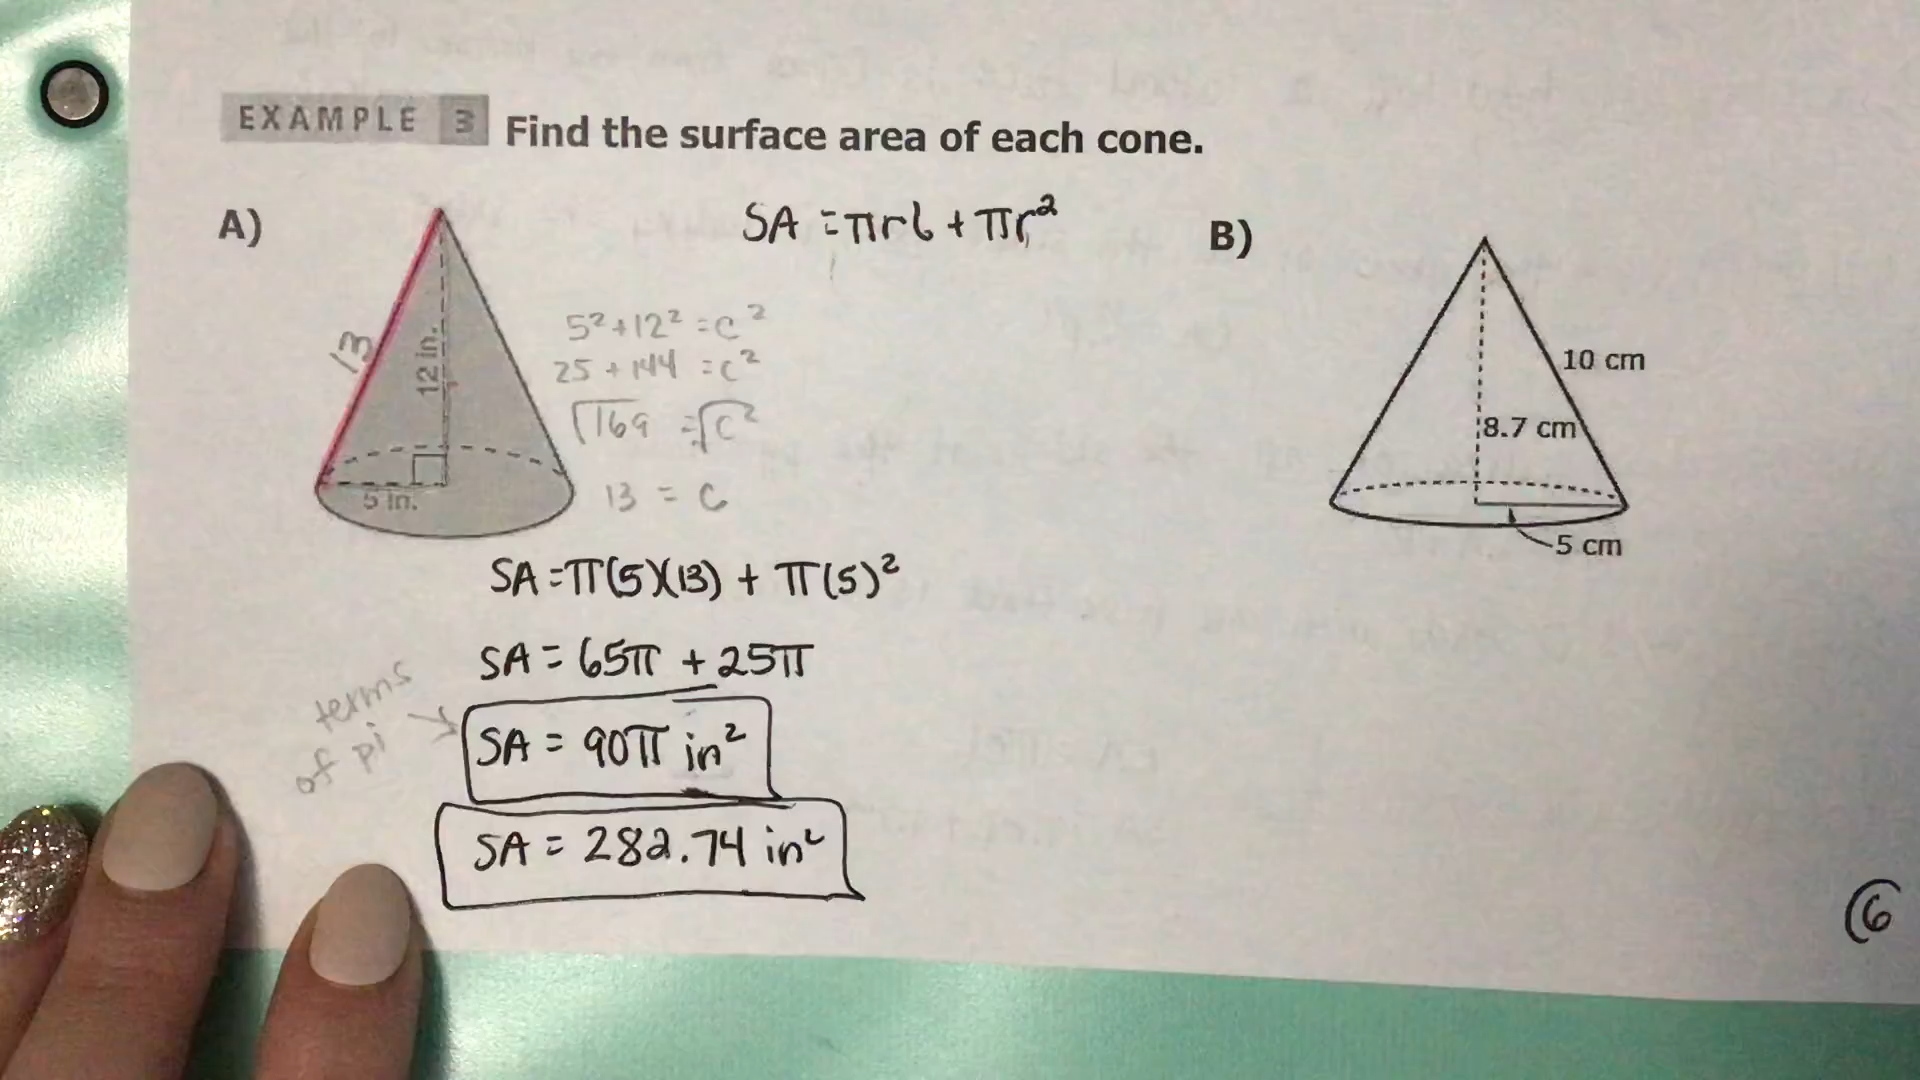 EXAMPLE 3 Find the surface area of each cone.
A)
SA = πrl + πr²
B)
13
12 in.
5 in.
5² + 12² = c²
25 + 144 = c²
√169 = √c²
13 = c
10 cm
8.7 cm
5 cm
SA = π(5)(13) + π(5)²
SA = 65π + 25π
terms
of pi
SA = 90π in²
SA = 282.74 in²
6